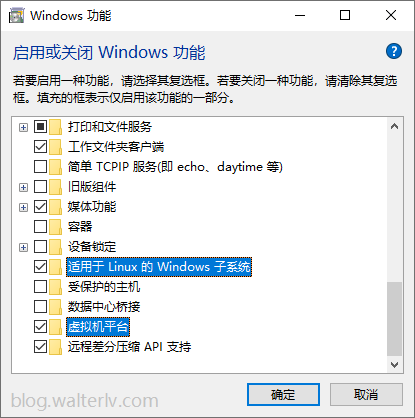 Windows 功能
启用或关闭 Windows 功能
若要启用一种功能，请选择其复选框。若要关闭一种功能，请清除其复选
框。填充的框表示仅启用该功能的一部分。
打印和文件服务
工作文件夹客户端
简单 TCPIP 服务(即 echo、daytime 等)
旧版组件
媒体功能
容器
设备锁定
适用于 Linux 的 Windows 子系统
受保护的主机
数据中心桥接
虚拟机平台
远程差分压缩 API 支持
blog.walterlv.com
确定
取消